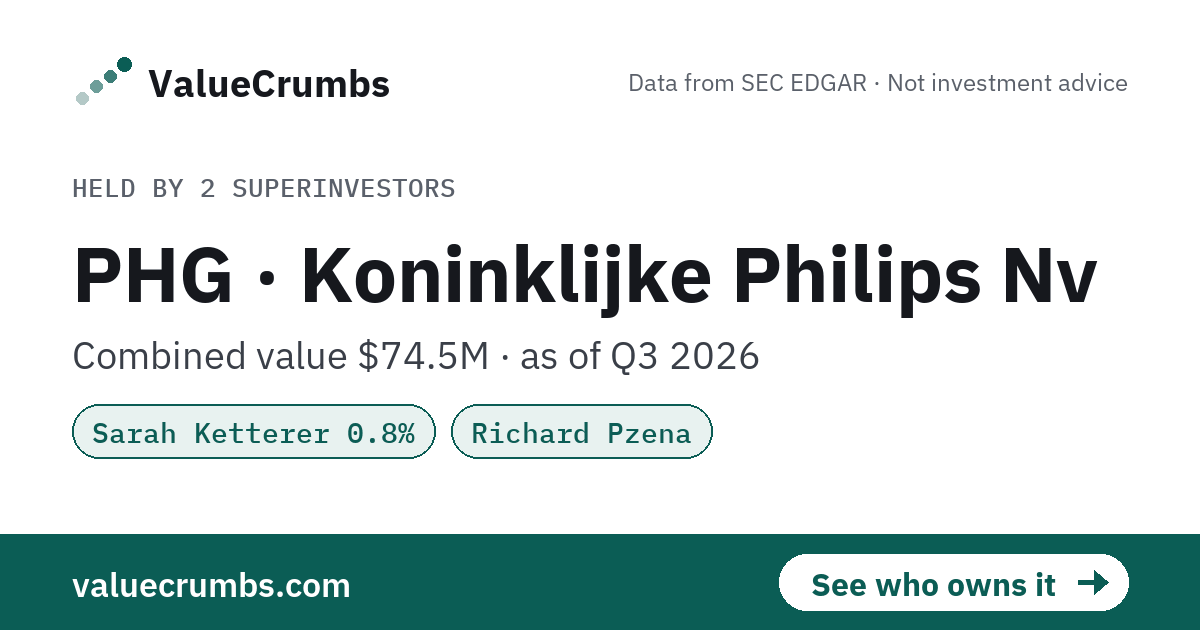 ValueCrumbs
Data from SEC EDGAR · Not investment advice
HELD BY 2 SUPERINVESTORS
PHG · Koninklijke Philips Nv
Combined value $74.5M · as of Q3 2026
Sarah Ketterer 0.8%
Richard Pzena
valuecrumbs.com
See who owns it →